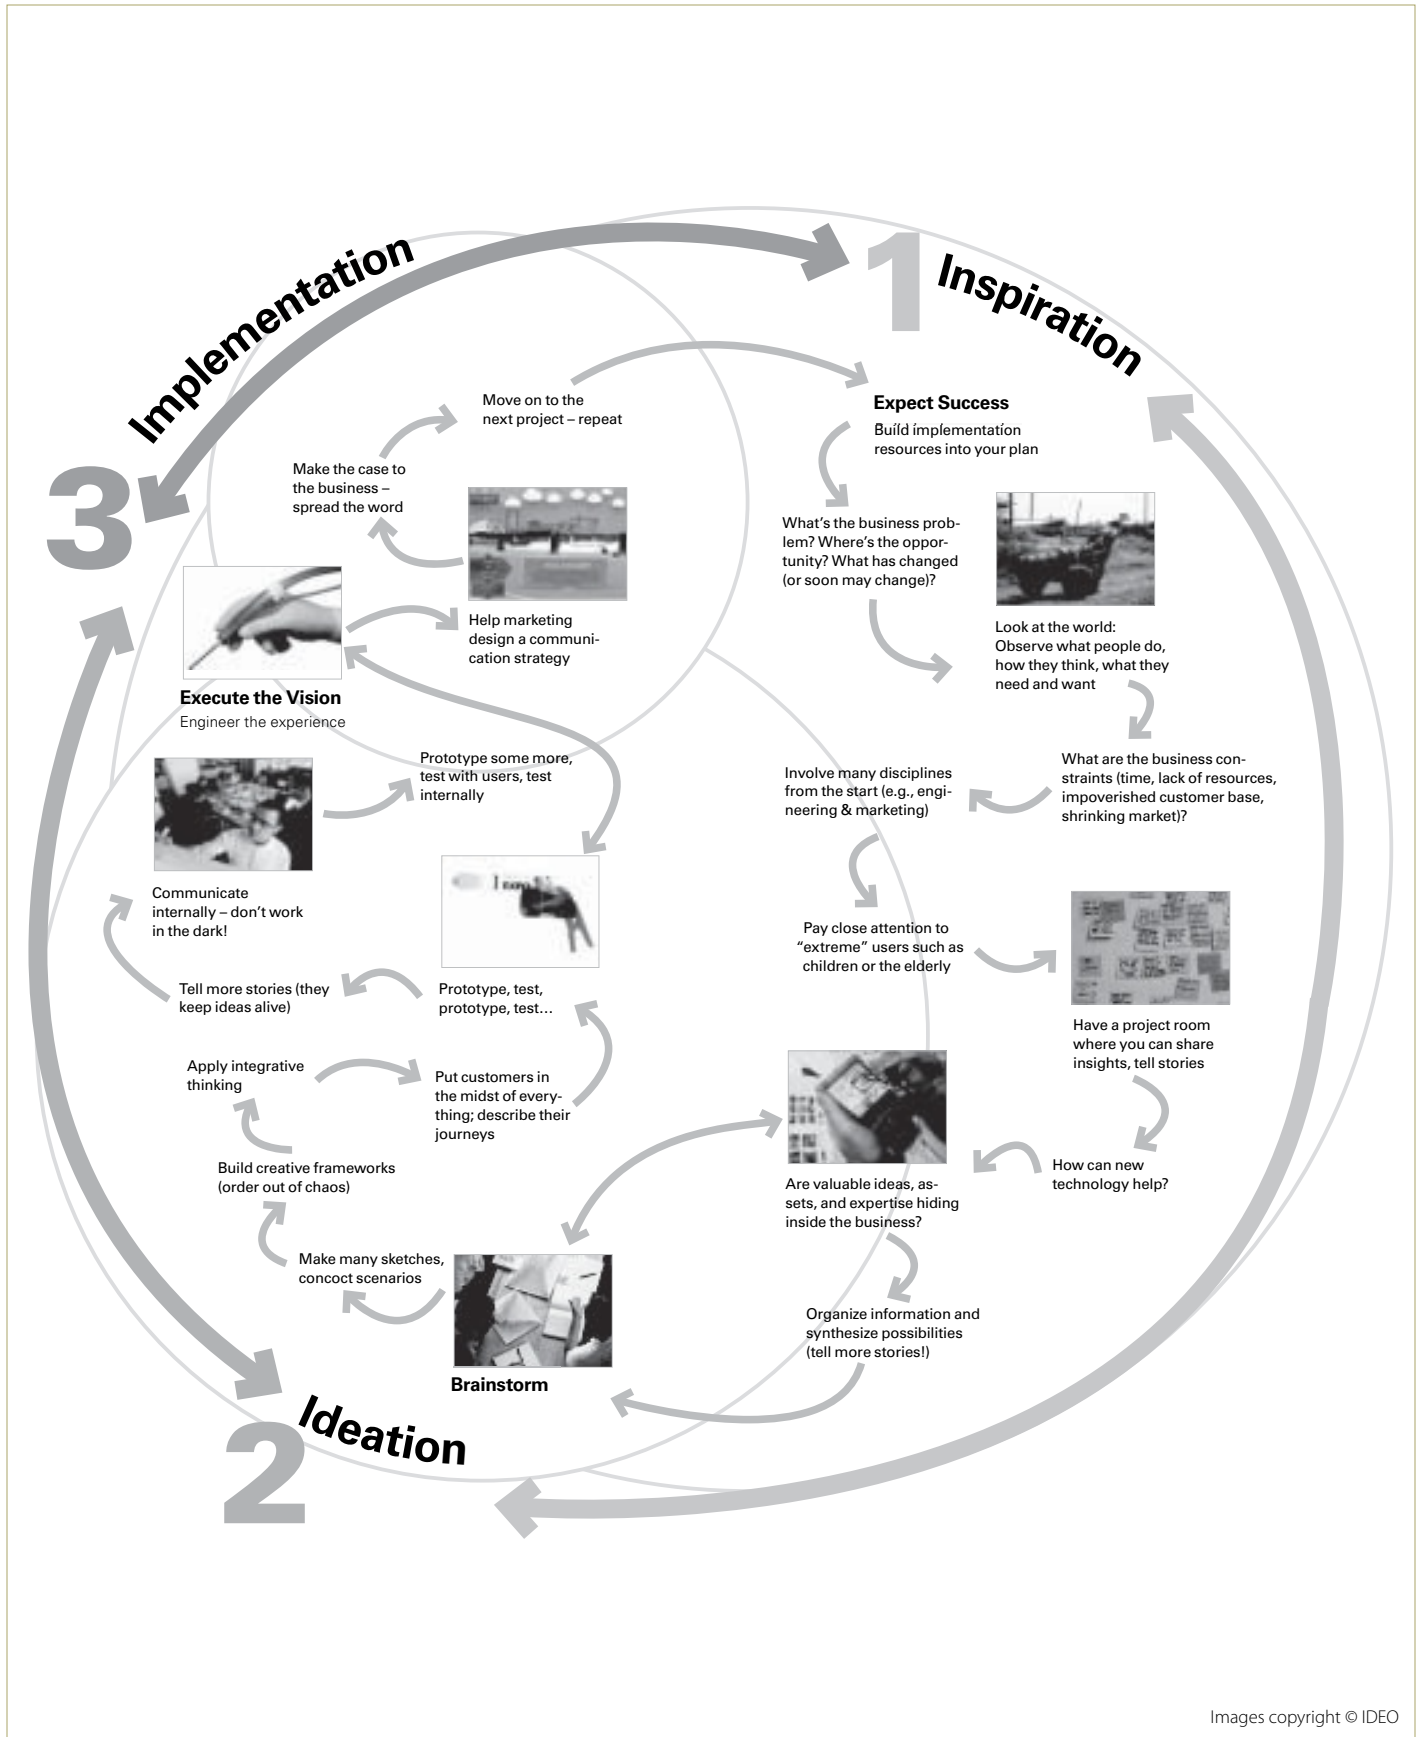 Implementation
1
Inspiration
Expect Success
Build implementation
resources into your plan
What's the business prob-
lem? Where's the oppor-
tunity? What has changed
(or soon may change)?
Look at the world:
Observe what people do,
how they think, what they
need and want
What are the business con-
straints (time, lack of resources,
impoverished customer base,
shrinking market)?
Involve many disciplines
from the start (e.g., engi-
neering & marketing)
Pay close attention to
“extreme” users such as
children or the elderly
Have a project room
where you can share
insights, tell stories
How can new
technology help?
Are valuable ideas, as-
sets, and expertise hiding
inside the business?
Organize information and
synthesize possibilities
(tell more stories!)
2
Ideation
Brainstorm
Make many sketches,
concoct scenarios
Build creative frameworks
(order out of chaos)
Apply integrative
thinking
Put customers in
the midst of every-
thing; describe their
journeys
Prototype, test,
prototype, test…
Tell more stories (they
keep ideas alive)
Communicate
internally – don't work
in the dark!
Prototype some more,
test with users, test
internally
3
Execute the Vision
Engineer the experience
Help marketing
design a communi-
cation strategy
Make the case to
the business –
spread the word
Move on to the
next project – repeat
Images copyright © IDEO